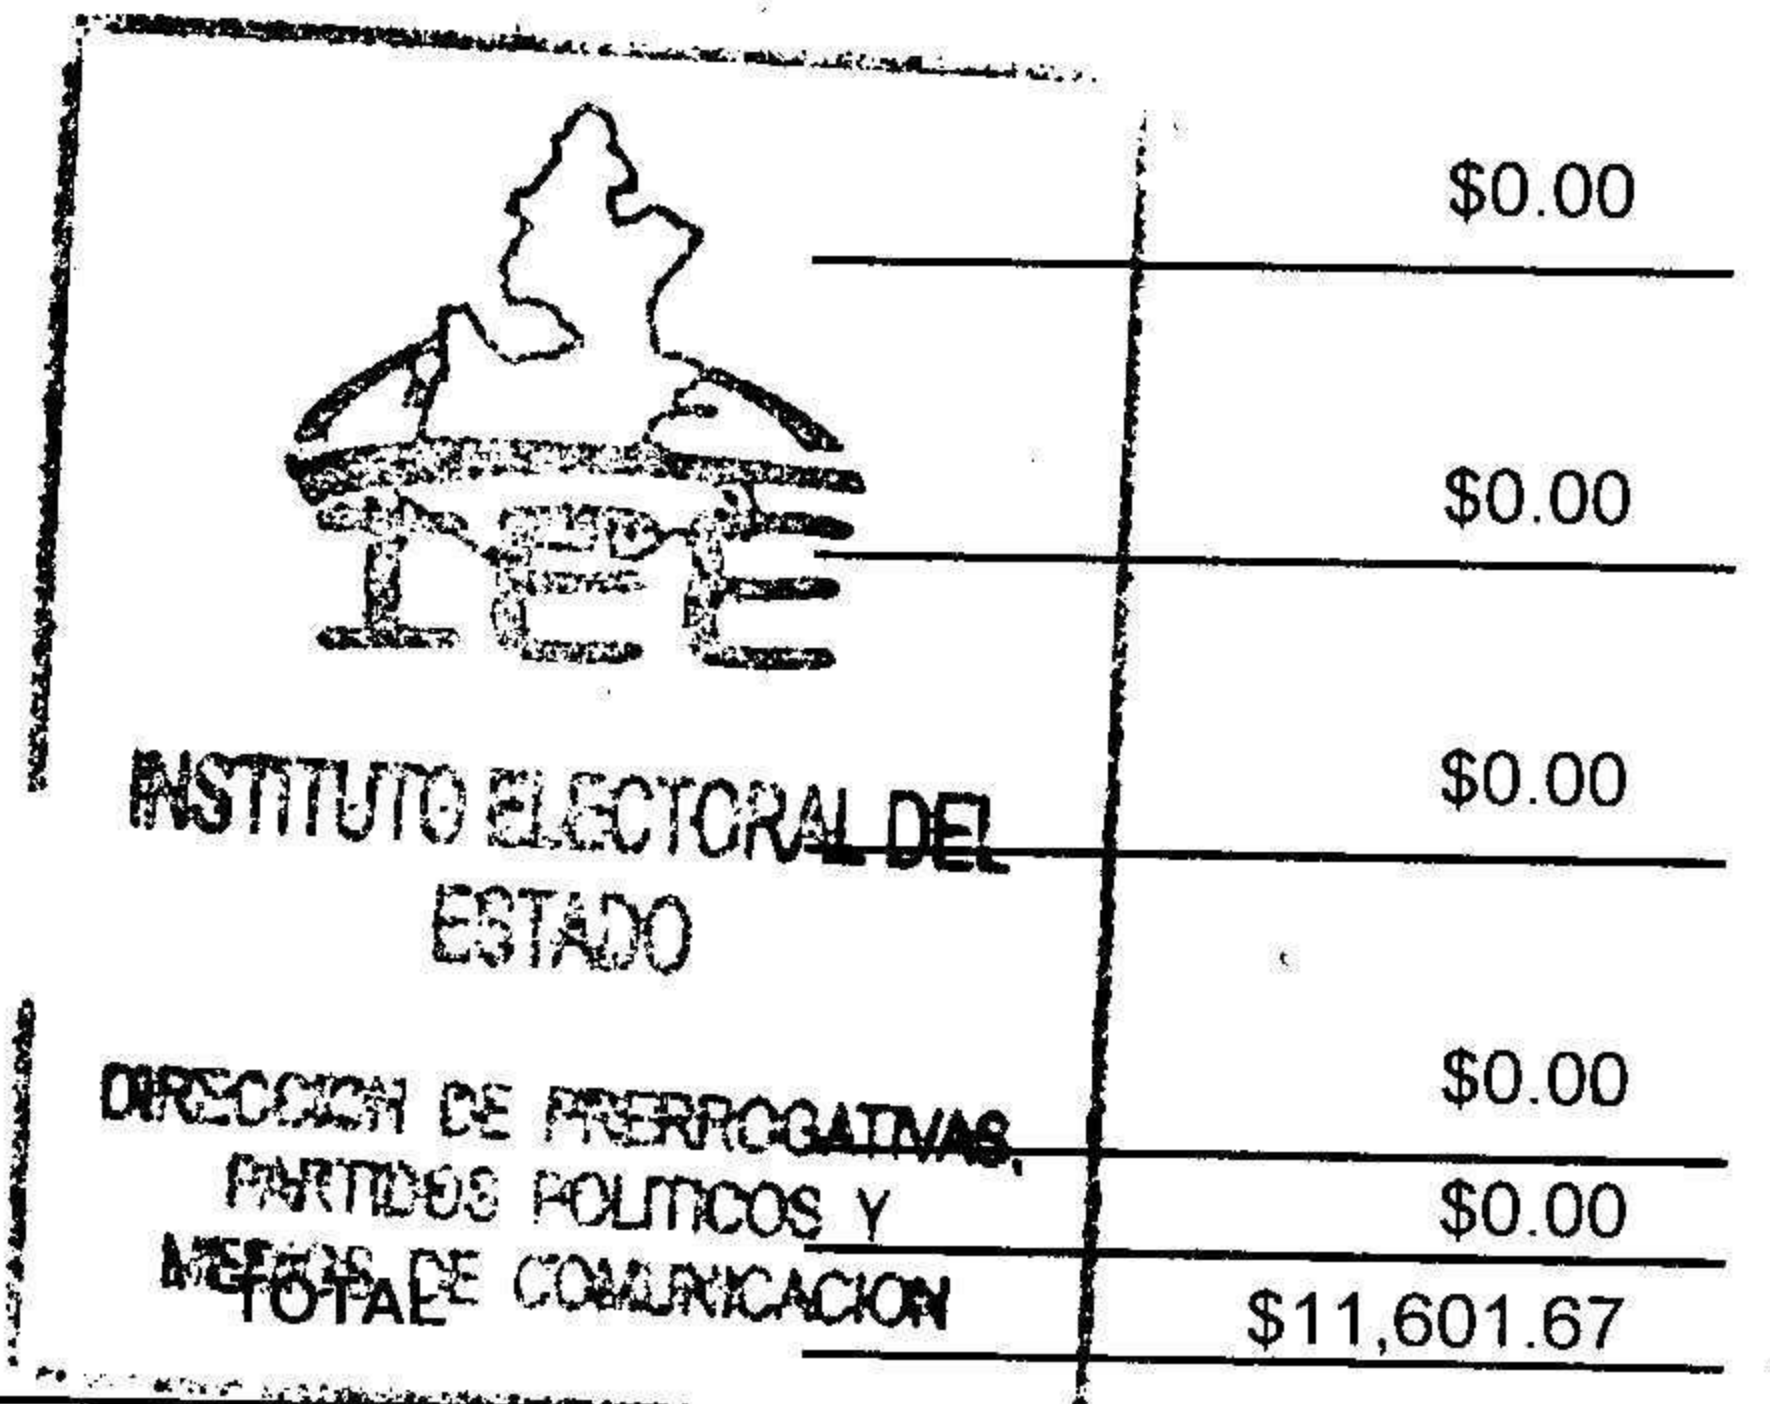 $0.00
$0.00
IEE
INSTITUTO ELECTORAL DEL
$0.00
ESTADO
$0.00
DIRECCION DE PRERROGATIVAS,
PARTIDOS POLITICOS Y
$0.00
MEDIOS DE COMUNICACION
TOTAL
$11,601.67